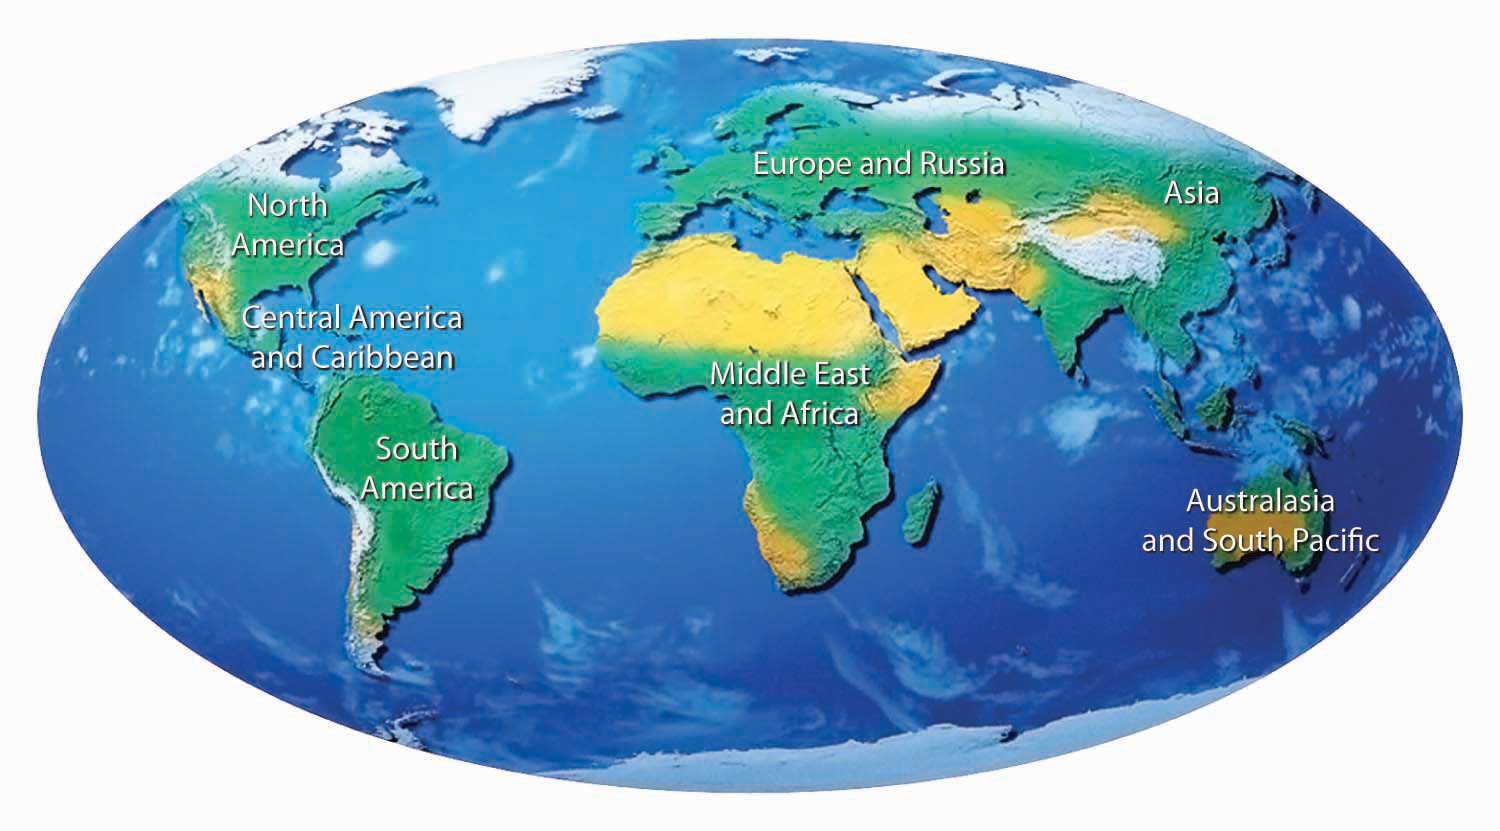 Europe and Russia
Asia
North
America
Central America
and Caribbean
Middle East
and Africa
South
America
Australasia
and South Pacific